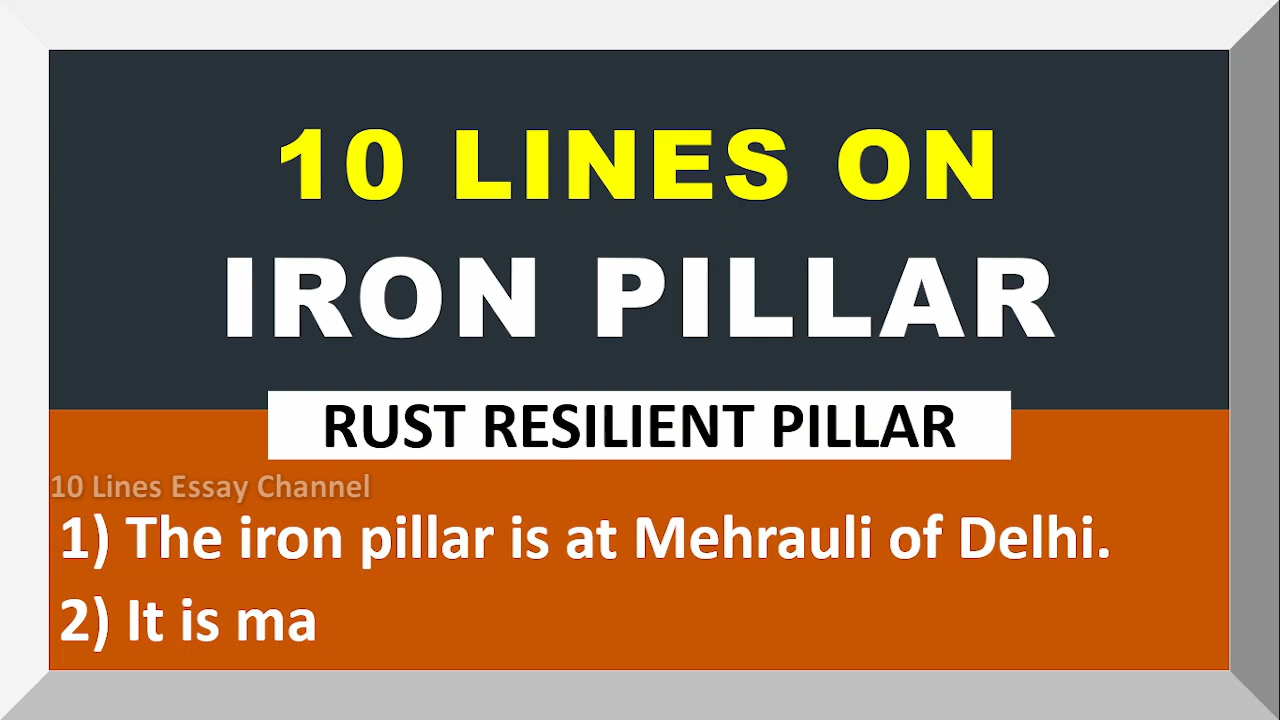 10 LINES ON
IRON PILLAR
RUST RESILIENT PILLAR
10 Lines Essay Channel
1) The iron pillar is at Mehrauli of Delhi.
2) It is ma